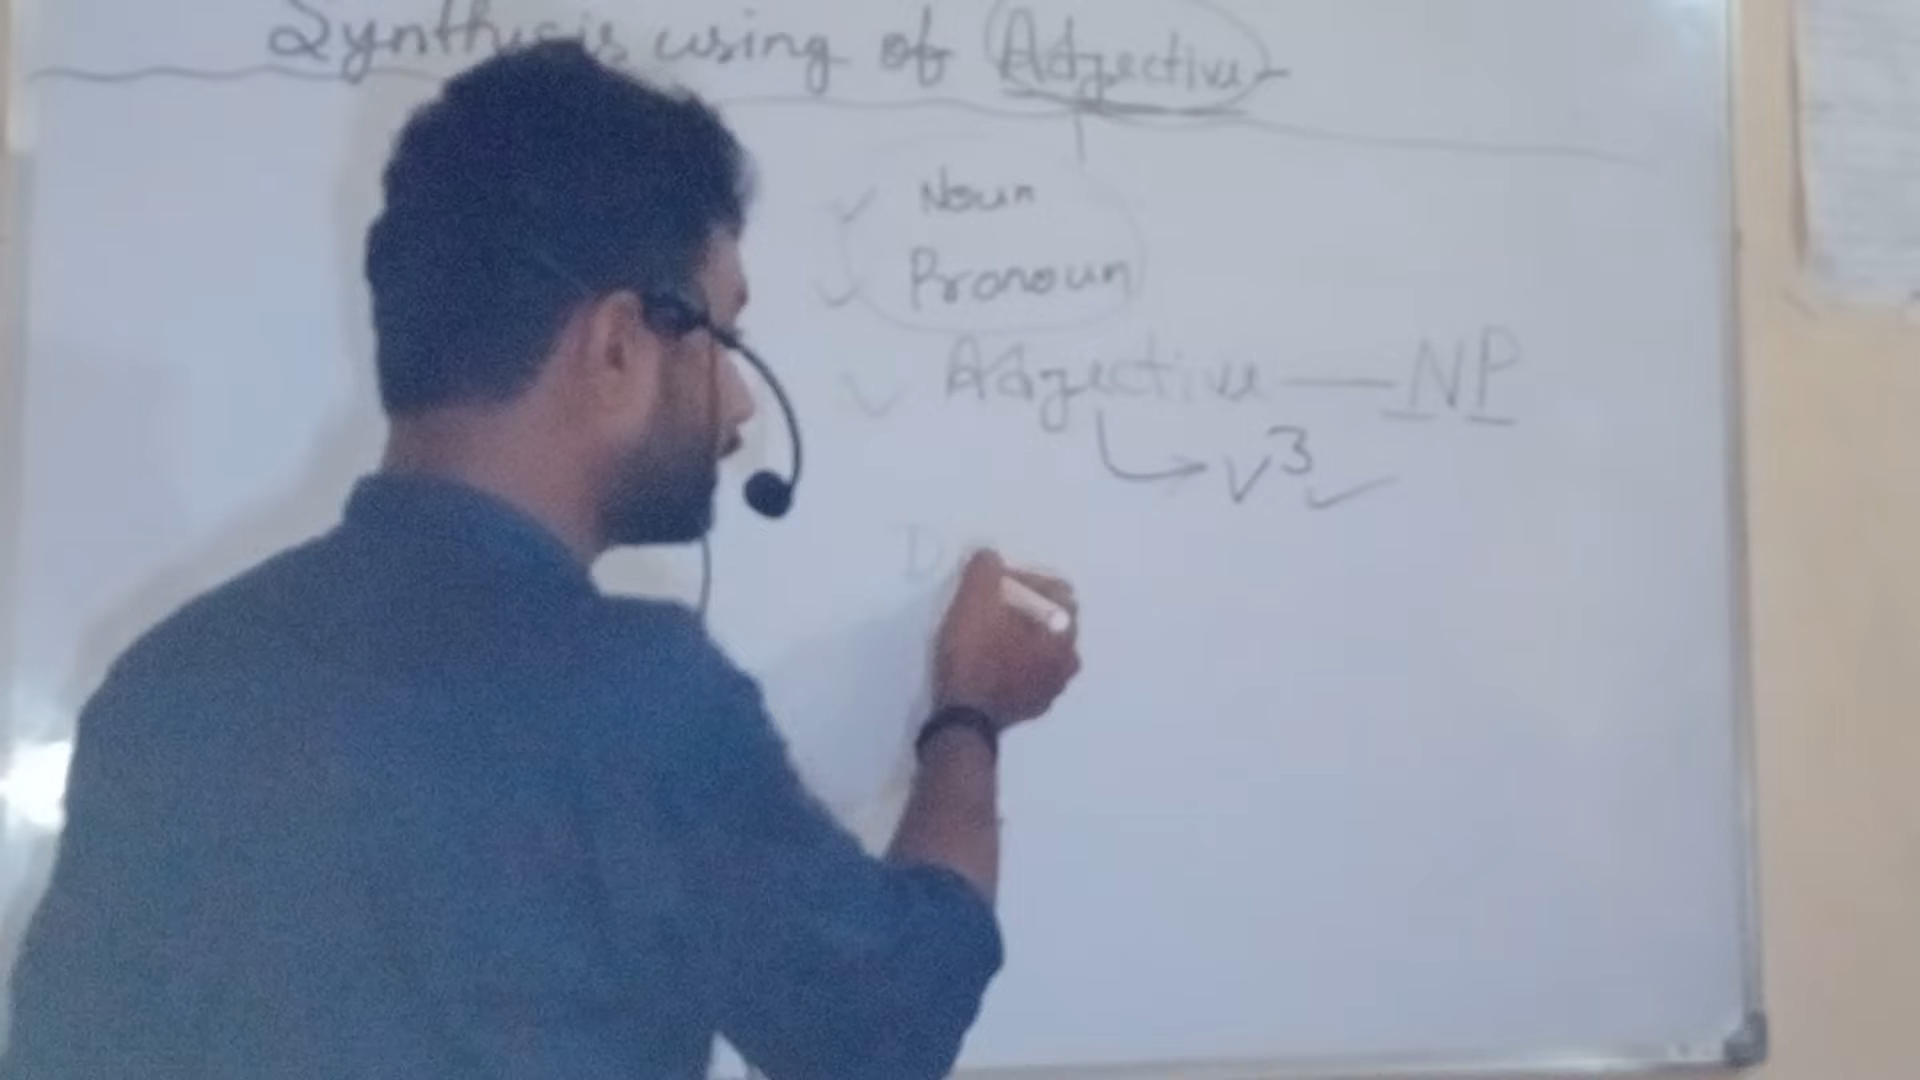 Synthesis using of Adjective
Noun
Pronoun
Adjective — NP
V3
D